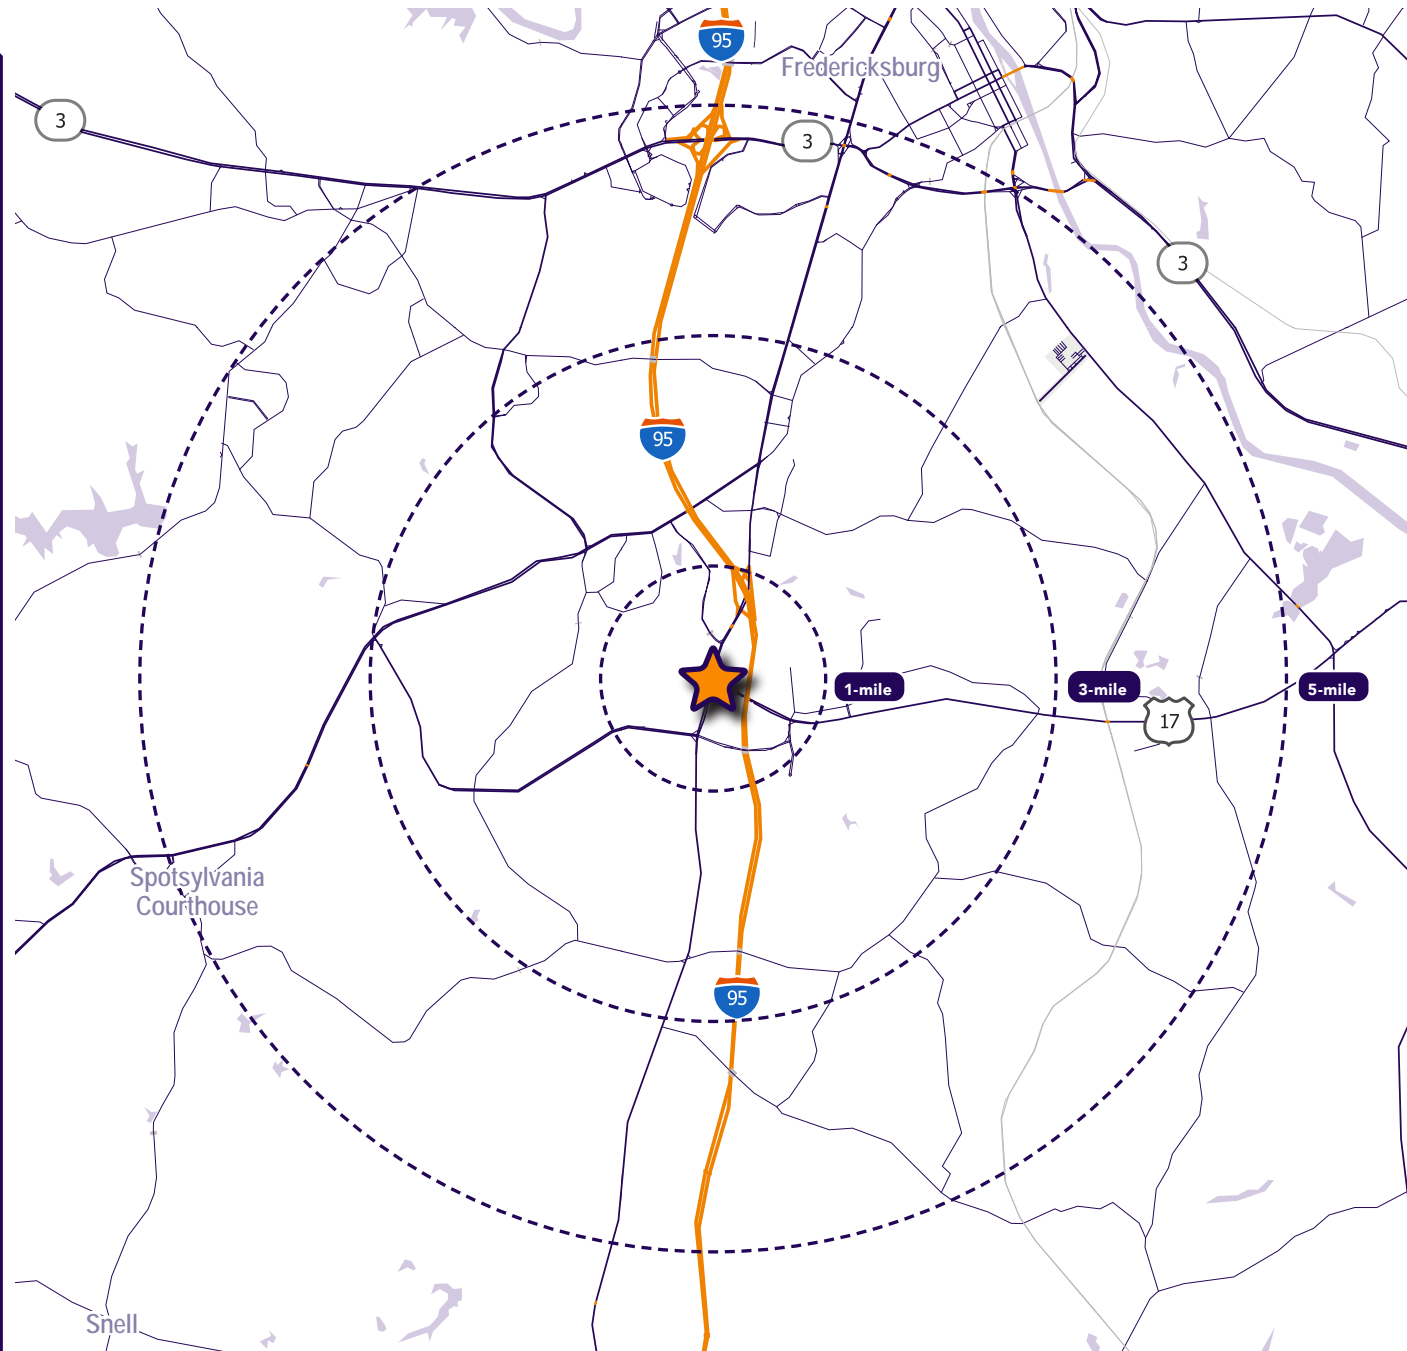 95
Fredericksburg
3
3
3
95
1-mile
3-mile
5-mile
17
Spotsylvania
Courthouse
95
Snell